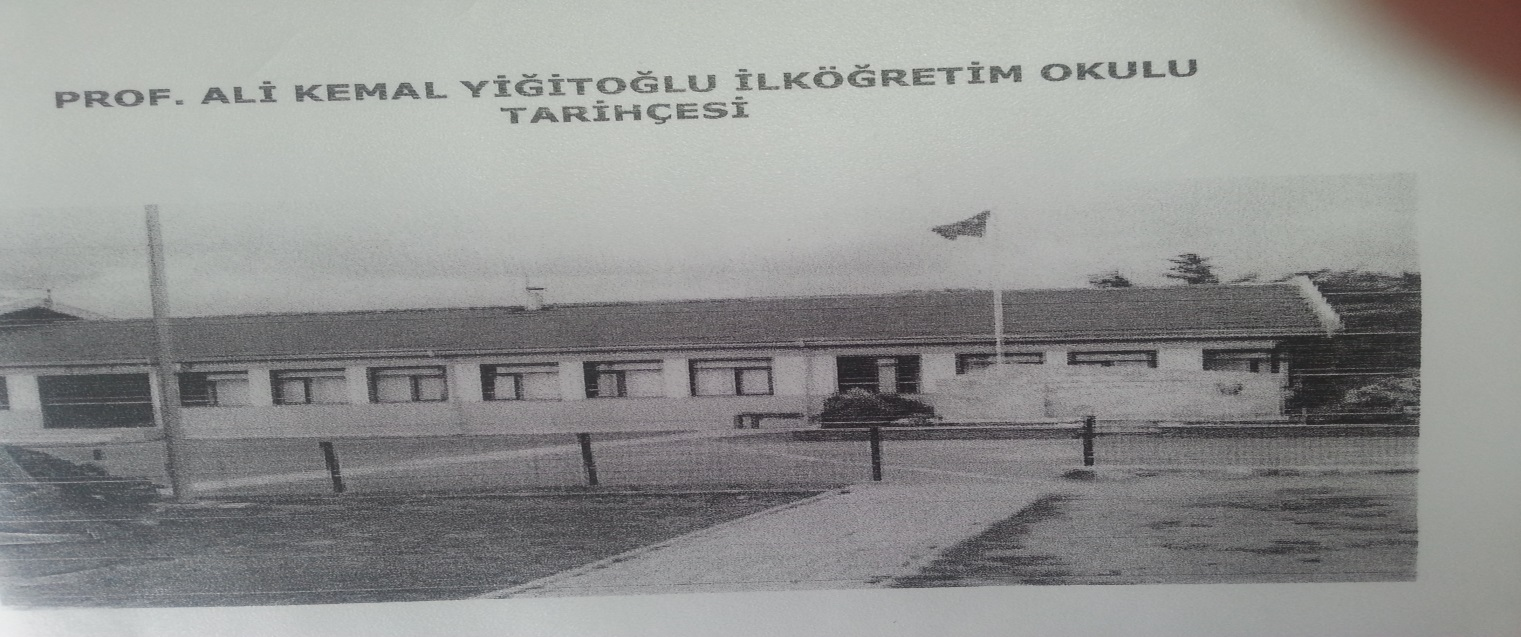 PROF. ALİ KEMAL YİĞİTOĞLU İLKÖĞRETİM OKULU
TARİHÇESİ